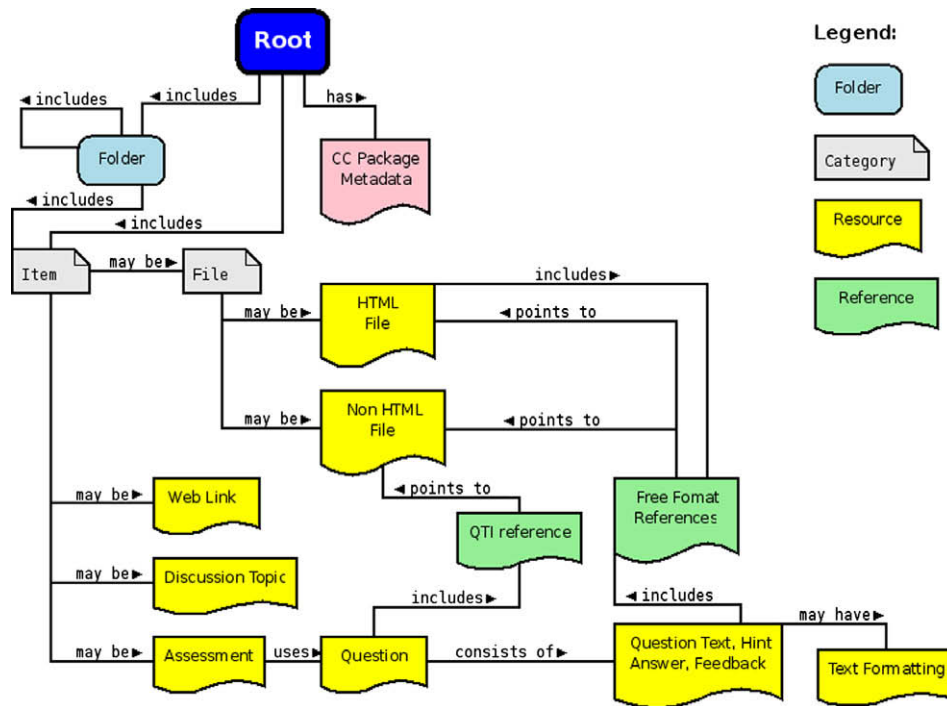 Root
Legend:
◄ includes
◄ includes
has►
Folder
Folder
CC Package
Metadata
Category
◄ includes
◄ includes
Resource
Item
may be►
File
includes►
Reference
HTML
File
may be►
◄ points to
Non HTML
File
may be►
◄ points to
may be►
Web Link
◄ points to
Free Fomat
References
QTI reference
may be►
Discussion Topic
includes►
◄ includes
may have►
may be►
Assessment
uses►
Question
consists of►
Question Text, Hint
Answer, Feedback
Text Formatting